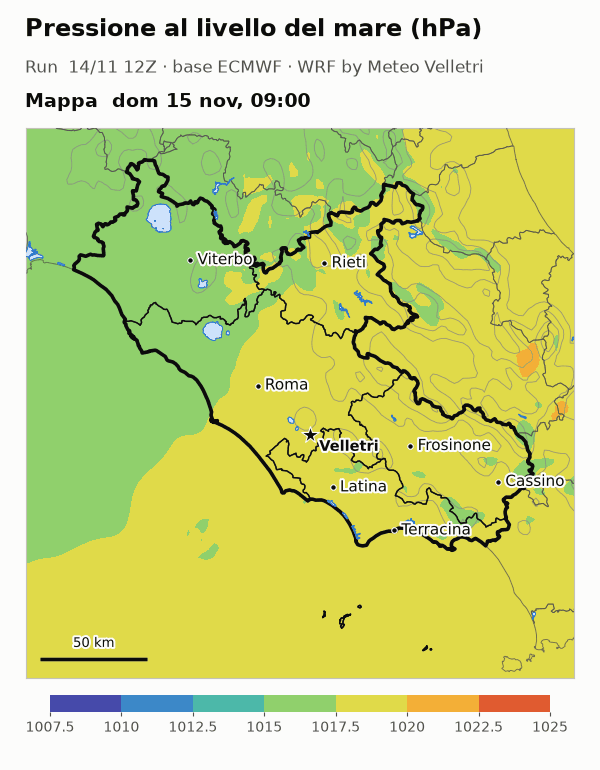 Pressione al livello del mare (hPa)
Run  14/11 12Z · base ECMWF · WRF by Meteo Velletri
Mappa  dom 15 nov, 09:00
Viterbo
Rieti
Roma
Velletri
Frosinone
Cassino
Latina
Terracina
50 km
1007.5 1010 1012.5 1015 1017.5 1020 1022.5 1025